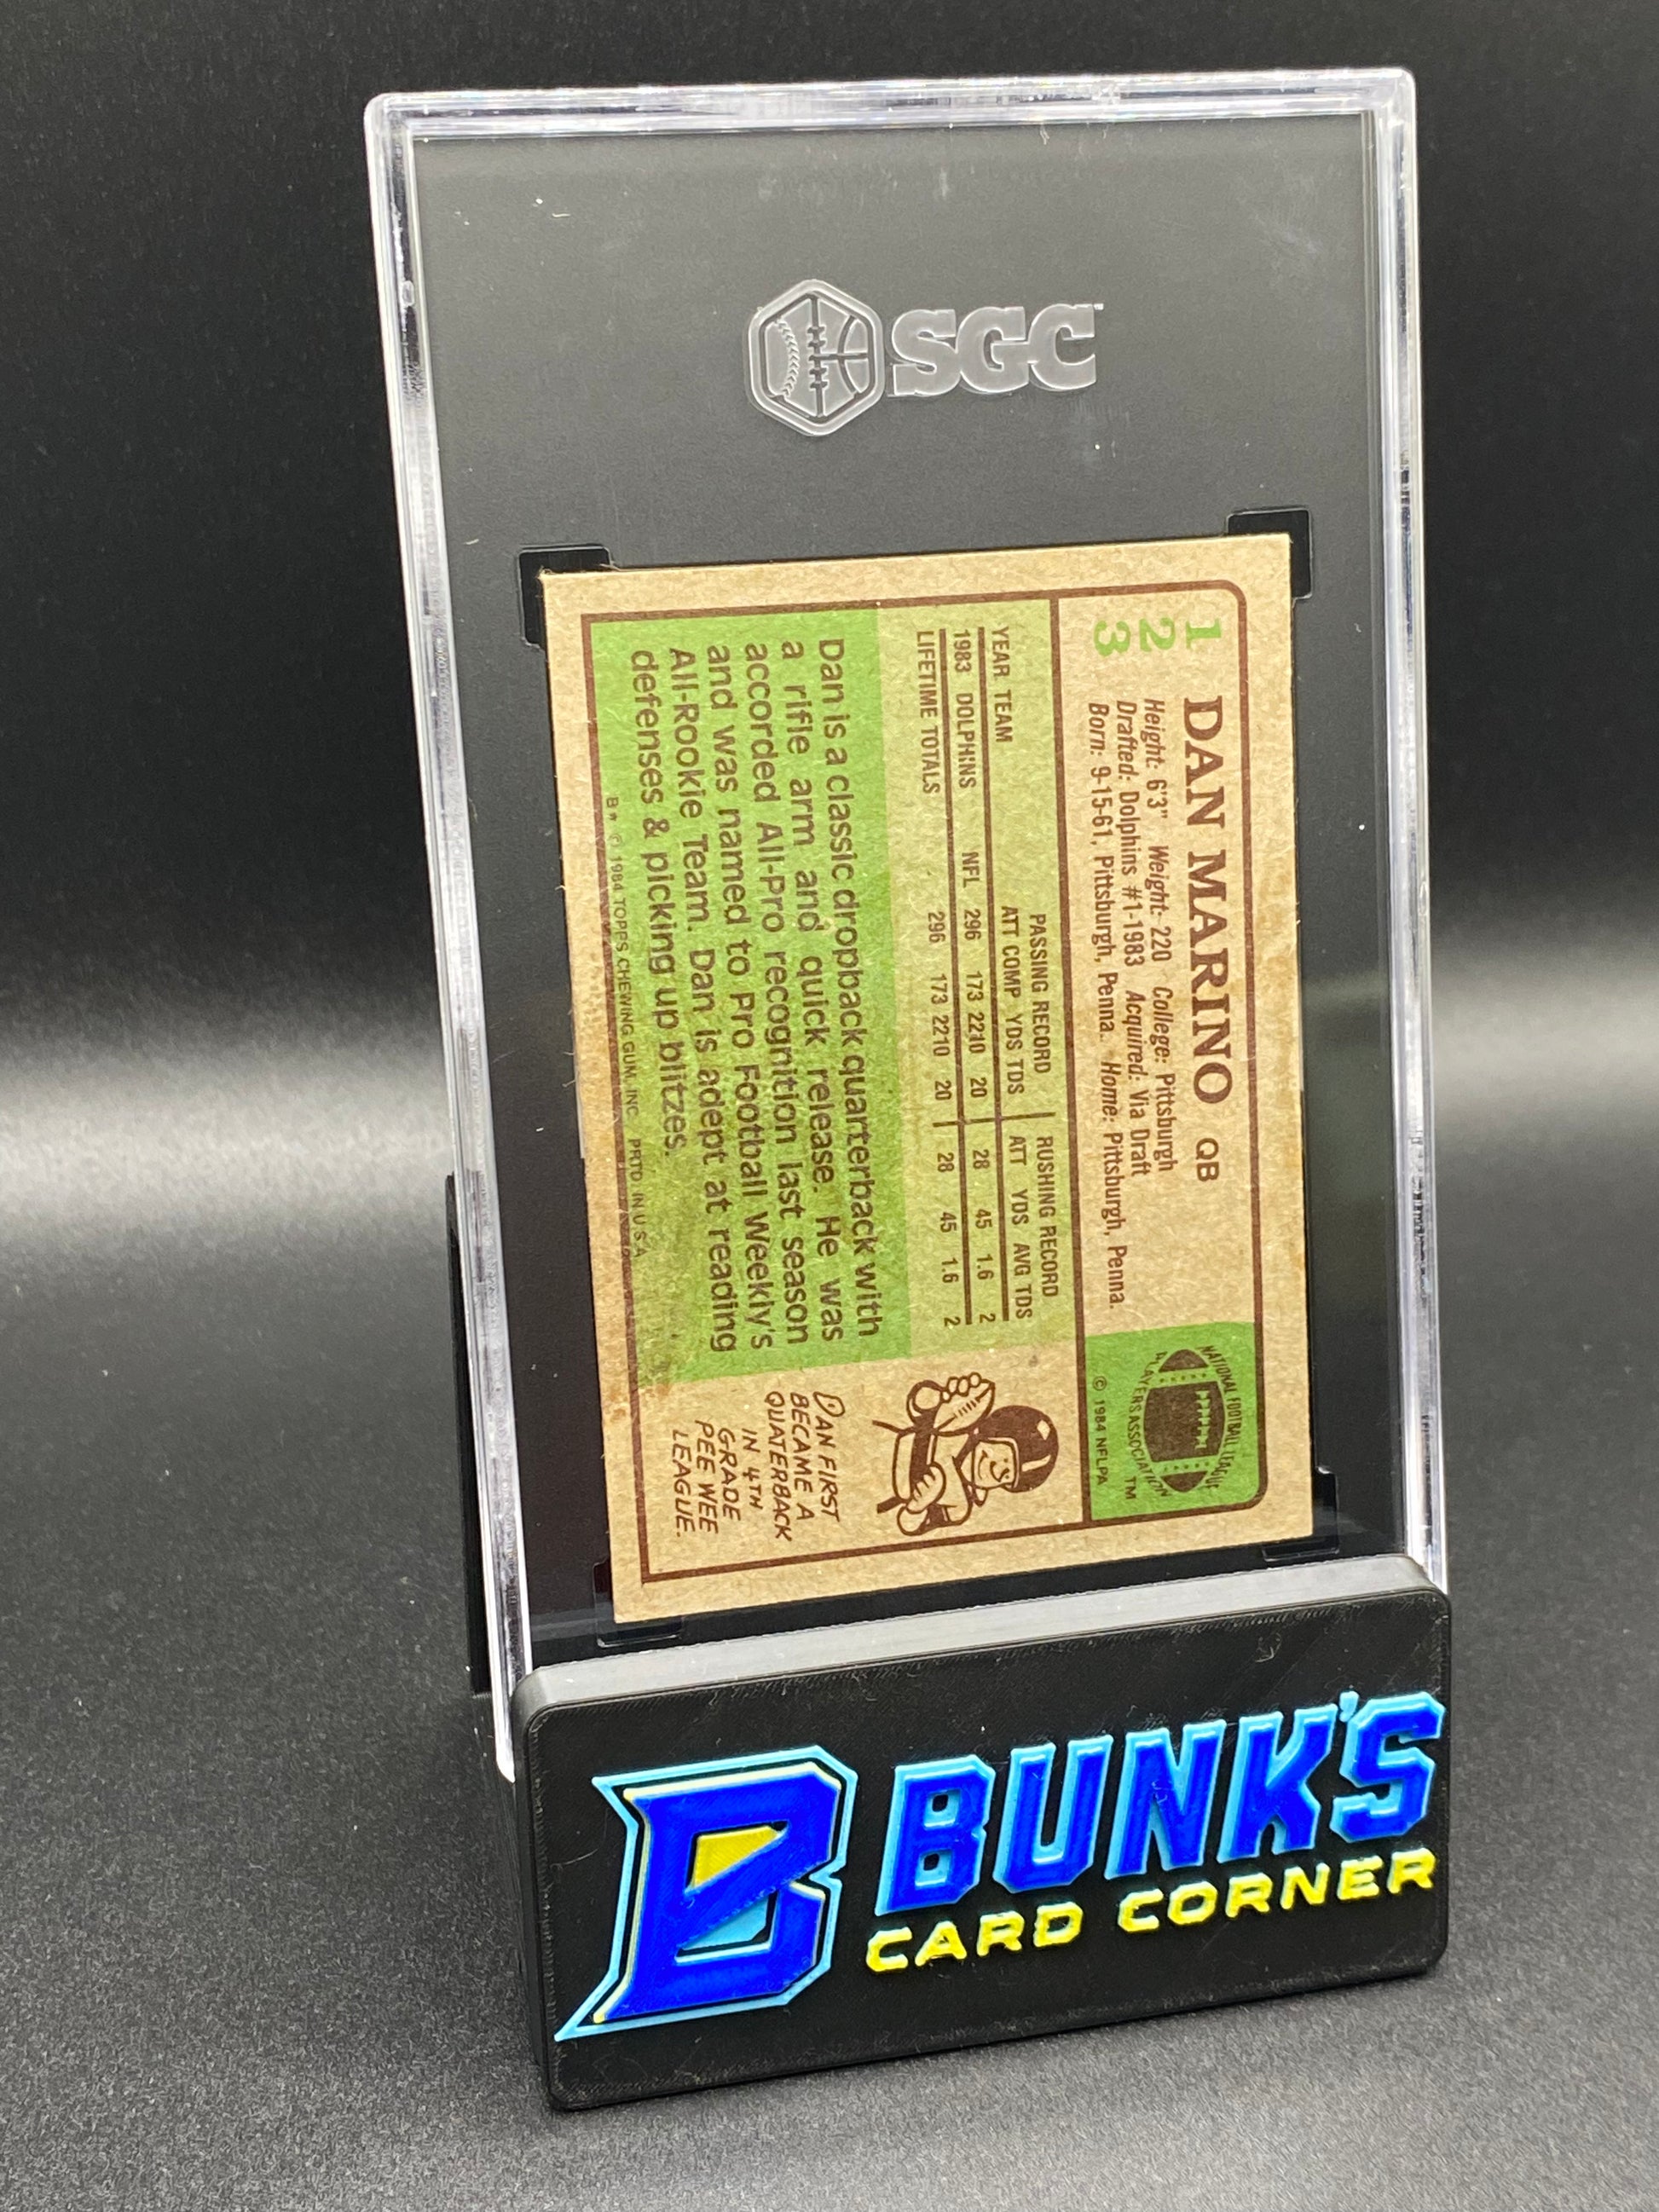 SGC
123
DAN MARINO QB
Height: 6'3" Weight: 220 College: Pittsburgh
Drafted: Dolphins #1-1983 Acquired: Via Draft
Born: 9-15-61, Pittsburgh, Penna. Home: Pittsburgh, Penna.
NATIONAL FOOTBALL LEAGUE
PLAYERS ASSOCIATION
TM
© 1984 NFLPA
PASSING RECORD RUSHING RECORD
YEAR TEAM ATT COMP YDS TDS ATT YDS AVG TDS
1983 DOLPHINS NFL 296 173 2210 20 28 45 1.6 2
LIFETIME TOTALS 296 173 2210 20 28 45 1.6 2
Dan is a classic dropback quarterback with
a rifle arm and quick release. He was
accorded All-Pro recognition last season
and was named to Pro Football Weekly's
All-Rookie Team. Dan is adept at reading
defenses & picking up blitzes.
DAN FIRST
BECAME A
QUATERBACK
IN 4TH
GRADE
PEE WEE
LEAGUE.
B** © 1984 TOPPS CHEWING GUM, INC. PRTD. IN U.S.A.
B BUNK'S
CARD CORNER